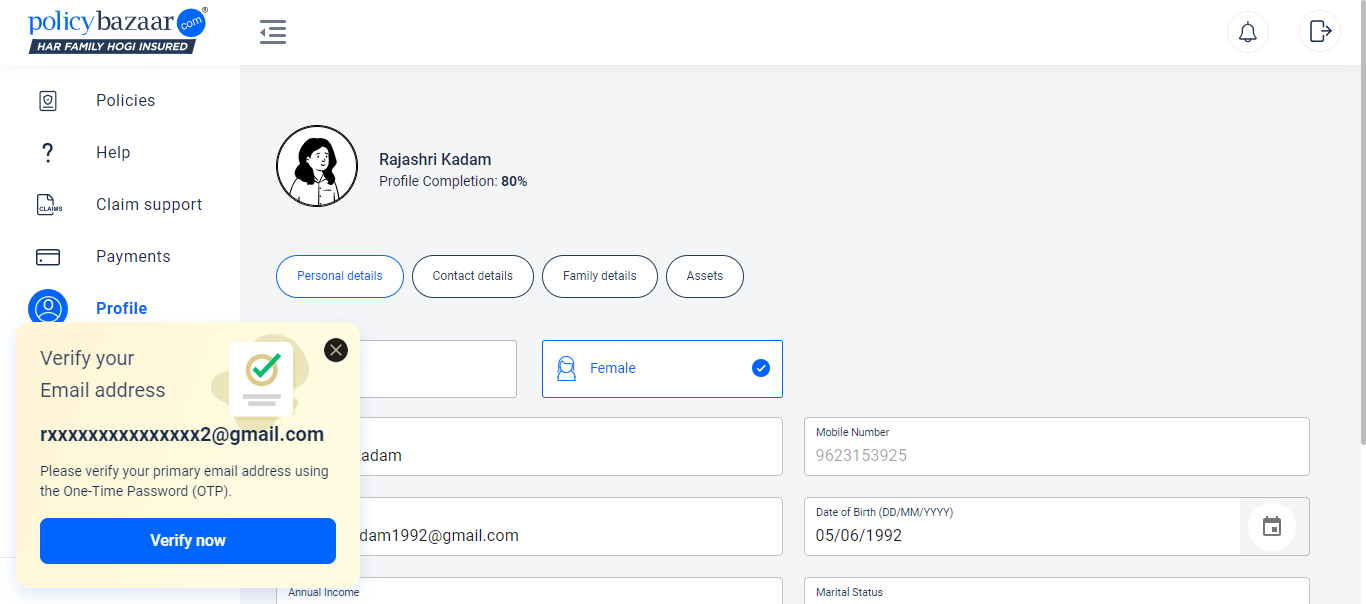 policybazaar.com®
HAR FAMILY HOGI INSURED
Policies
Help
CLAIMS
Claim support
Payments
Profile
Rajashri Kadam
Profile Completion: 80%
Personal details
Contact details
Family details
Assets
Female
adam
Mobile Number
9623153925
dam1992@gmail.com
Date of Birth (DD/MM/YYYY)
05/06/1992
Annual Income
Marital Status
Verify your
Email address
rxxxxxxxxxxxxxxx2@gmail.com
Please verify your primary email address using
the One-Time Password (OTP).
Verify now